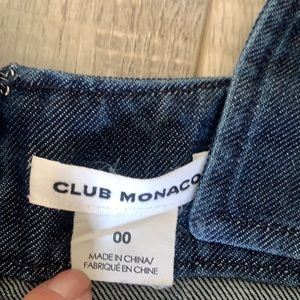 CLUB MONACO
00
MADE IN CHINA/
FABRIQUÉ EN CHINE